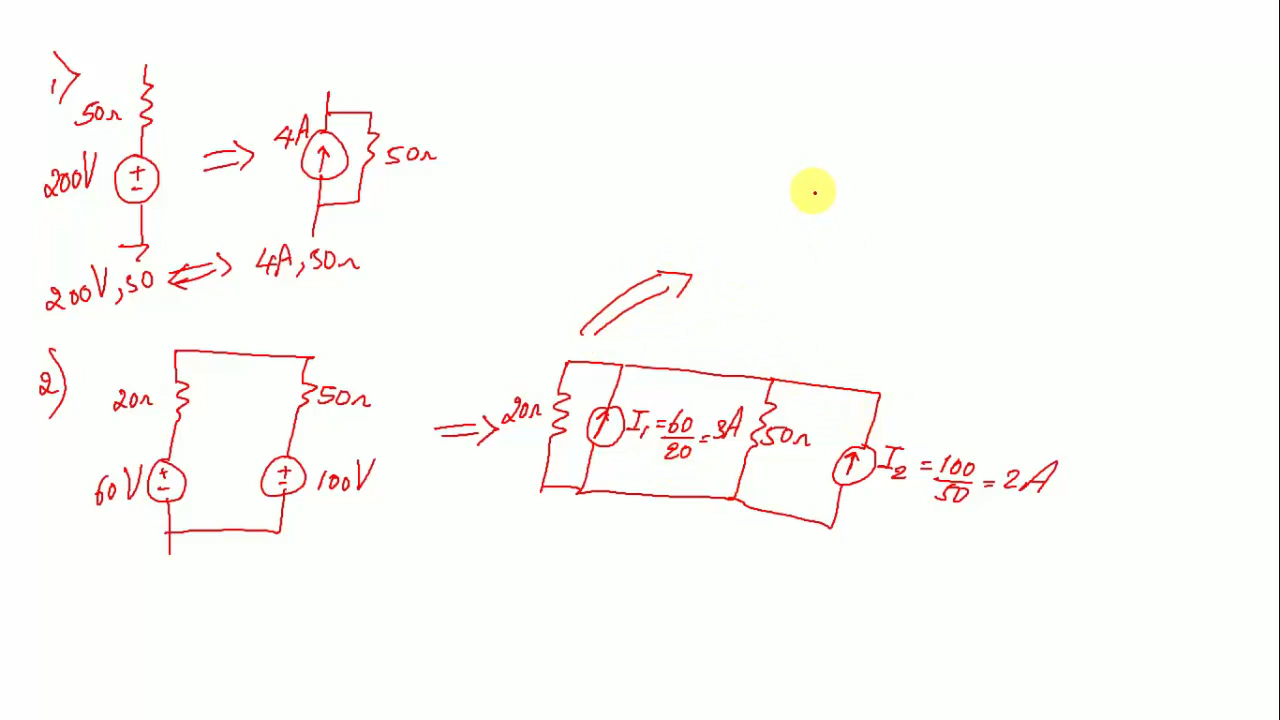 1)
50Ω
200V
+
-
⇒
4A
50Ω
200V, 50 ⇔ 4A, 50Ω
2)
20Ω
50Ω
60V
+
-
+
-
100V
⇒
20Ω
I₁ = 60/20 = 3A
50Ω
I₂ = 100/50 = 2A